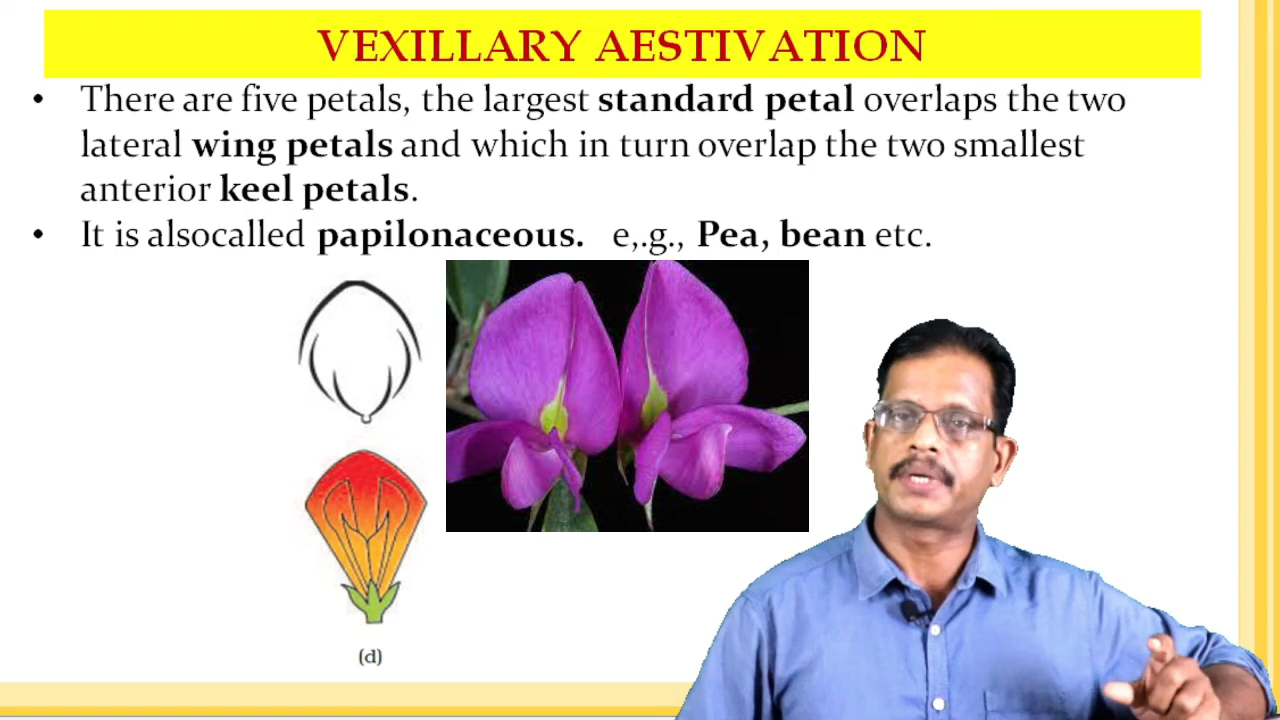 VEXILLARY AESTIVATION
• There are five petals, the largest standard petal overlaps the two
lateral wing petals and which in turn overlap the two smallest
anterior keel petals.
• It is alsocalled papilonaceous. e,.g., Pea, bean etc.
(d)